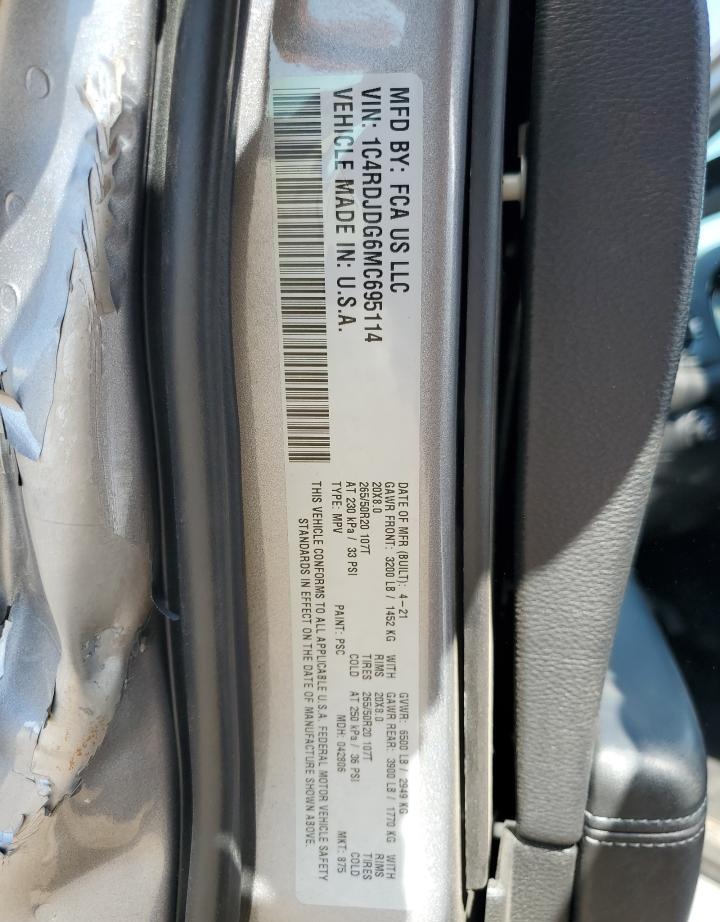 MFD BY: FCA US LLC
VIN: 1C4RDJDG6MC695114
VEHICLE MADE IN: U.S.A.
DATE OF MFR (BUILT): 4-21 GVWR: 6500 LB / 2949 KG
GAWR FRONT: 3200 LB / 1452 KG WITH GAWR REAR: 3900 LB / 1770 KG WITH
20X8.0 RIMS 20X8.0 RIMS
265/50R20 107T TIRES 265/50R20 107T TIRES
AT 230 kPa / 33 PSI COLD AT 250 kPa / 36 PSI COLD
TYPE: MPV PAINT: PSC MDH: 042806 MKT: 875
THIS VEHICLE CONFORMS TO ALL APPLICABLE U.S.A. FEDERAL MOTOR VEHICLE SAFETY
STANDARDS IN EFFECT ON THE DATE OF MANUFACTURE SHOWN ABOVE.